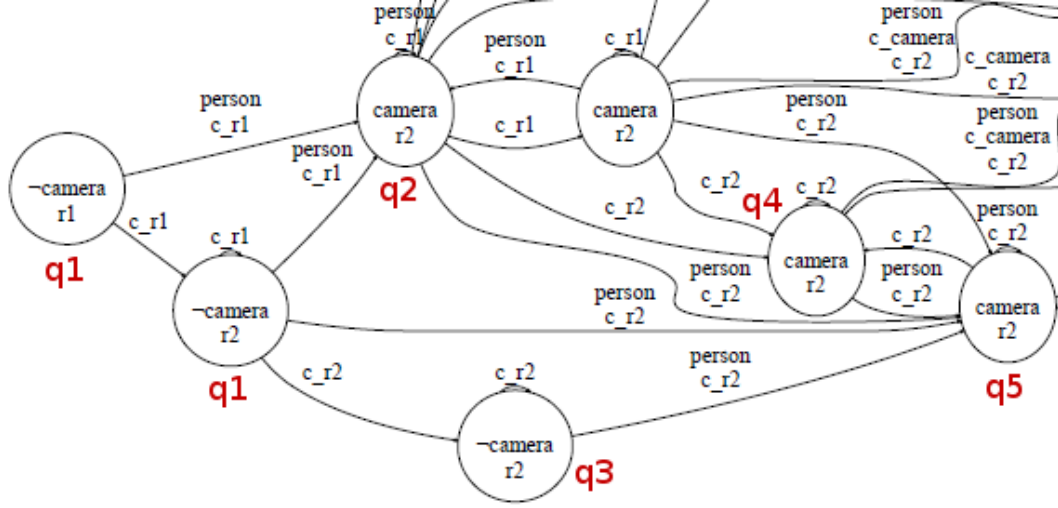 person
c_r1
person
c_r1
c_r1
person
c_camera
c_r2
c_camera
c_r2
camera
r2
camera
r2
person
c_r1
c_r1
person
c_r2
person
c_camera
c_r2
person
c_r1
q2
¬camera
r1
q1
c_r1
c_r1
¬camera
r2
q1
c_r2
c_r2
q4
c_r2
camera
r2
c_r2
person
c_r2
person
c_r2
person
c_r2
camera
r2
q5
person
c_r2
c_r2
c_r2
person
c_r2
¬camera
r2
q3